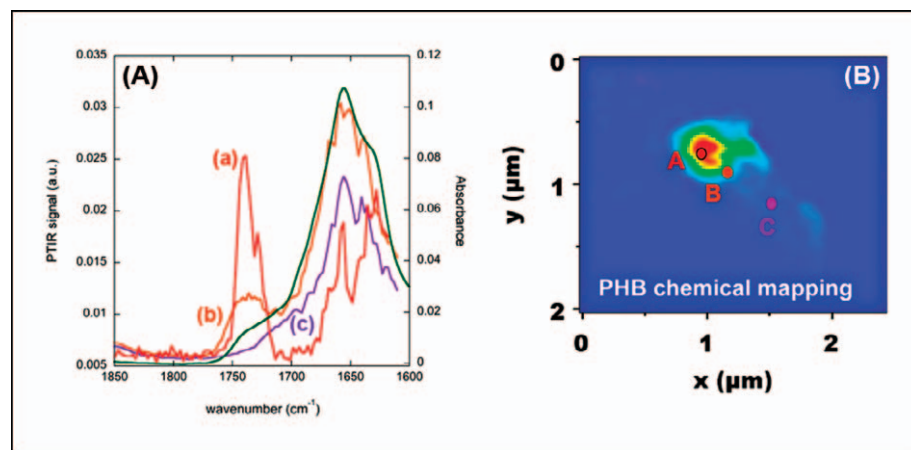 (A)
PTIR signal (a.u.)
0.035
0.03
0.025
0.02
0.015
0.01
0.005
(a)
(b)
(c)
0.12
0.1
0.08
0.06
0.04
0.02
0
Absorbance
1850 1800 1750 1700 1650 1600
wavenumber (cm⁻¹)
(B)
y (µm)
0
1
2
A
B
C
PHB chemical mapping
0 1 2
x (µm)